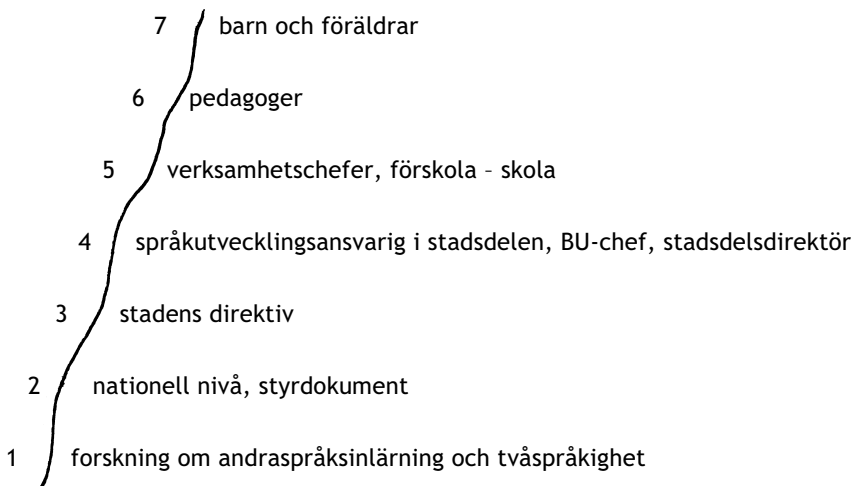 7 barn och föräldrar
6 pedagoger
5 verksamhetschefer, förskola – skola
4 språkutvecklingsansvarig i stadsdelen, BU-chef, stadsdelsdirektör
3 stadens direktiv
2 nationell nivå, styrdokument
1 forskning om andraspråksinlärning och tvåspråkighet